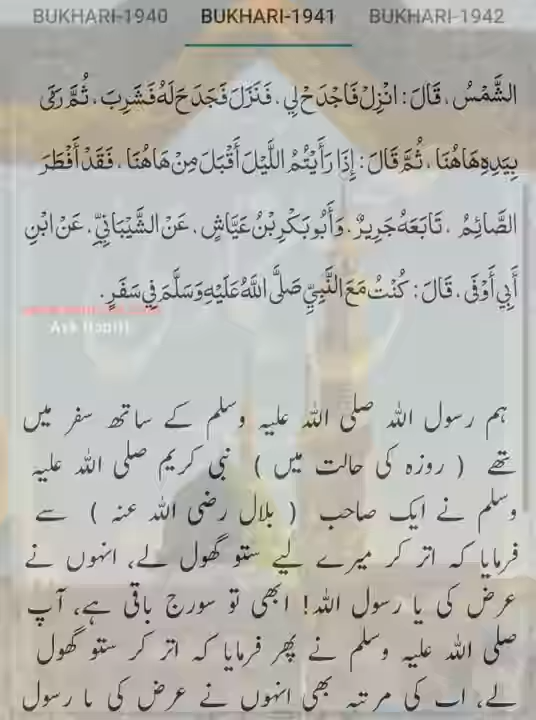 BUKHARI-1940 BUKHARI-1941 BUKHARI-1942
الشَّمْسُ، قَالَ: انْزِلْ فَاجْدَحْ لِي، فَنَزَلَ فَجَدَحَ لَهُ فَشَرِبَ، ثُمَّ رَمَى
بِيَدِهِ هَاهُنَا، ثُمَّ قَالَ: إِذَا رَأَيْتُمُ اللَّيْلَ أَقْبَلَ مِنْ هَاهُنَا، فَقَدْ أَفْطَرَ
الصَّائِمُ، تَابَعَهُ جَرِيرٌ، وَأَبُو بَكْرِ بْنُ عَيَّاشٍ، عَنْ الشَّيْبَانِيِّ، عَنْ ابْنِ
أَبِي أَوْفَى، قَالَ: كُنْتُ مَعَ النَّبِيِّ صَلَّى اللَّهُ عَلَيْهِ وَسَلَّمَ فِي سَفَرٍ.
ہم رسول اللہ صلی اللہ علیہ وسلم کے ساتھ سفر میں
تھے ( روزہ کی حالت میں ) نبی کریم صلی اللہ علیہ
وسلم نے ایک صاحب ( بلال رضی اللہ عنہ ) سے
فرمایا کہ اتر کر میرے لیے ستو گھول لے، انہوں نے
عرض کی یا رسول اللہ! ابھی تو سورج باقی ہے، آپ
صلی اللہ علیہ وسلم نے پھر فرمایا کہ اتر کر ستو گھول
لے، اب کی مرتبہ بھی انہوں نے عرض کی یا رسول